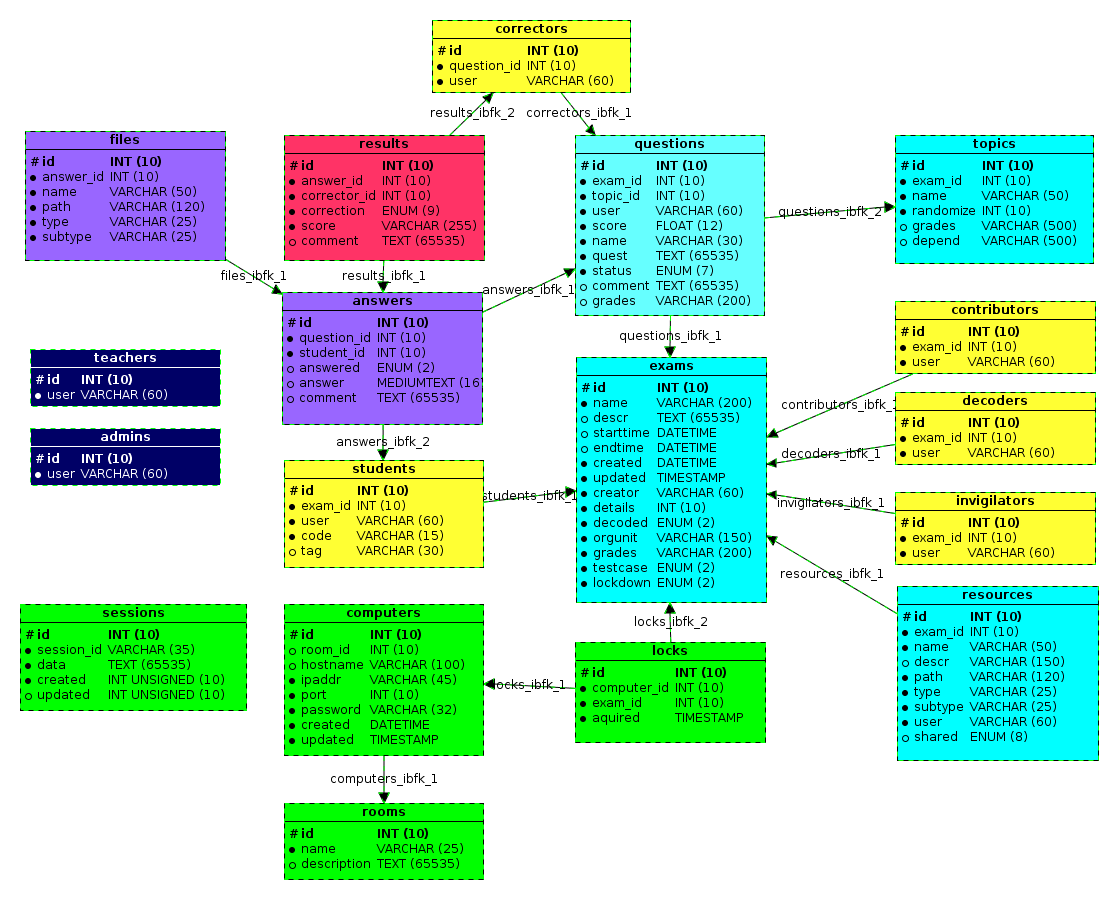 correctors
# id INT (10)
question_id INT (10)
user VARCHAR (60)
results_ibfk_2
correctors_ibfk_1
files
# id INT (10)
answer_id INT (10)
name VARCHAR (50)
path VARCHAR (120)
type VARCHAR (25)
subtype VARCHAR (25)
results
# id INT (10)
answer_id INT (10)
corrector_id INT (10)
correction ENUM (9)
score VARCHAR (255)
comment TEXT (65535)
questions
# id INT (10)
exam_id INT (10)
topic_id INT (10)
user VARCHAR (60)
score FLOAT (12)
name VARCHAR (30)
quest TEXT (65535)
status ENUM (7)
comment TEXT (65535)
grades VARCHAR (200)
questions_ibfk_2
topics
# id INT (10)
exam_id INT (10)
name VARCHAR (50)
randomize INT (10)
grades VARCHAR (500)
depend VARCHAR (500)
files_ibfk_1
results_ibfk_1
answers_ibfk_1
answers
# id INT (10)
question_id INT (10)
student_id INT (10)
answered ENUM (2)
answer MEDIUMTEXT (16
comment TEXT (65535)
questions_ibfk_1
contributors
# id INT (10)
exam_id INT (10)
user VARCHAR (60)
teachers
# id INT (10)
user VARCHAR (60)
exams
# id INT (10)
name VARCHAR (200)
descr TEXT (65535)
starttime DATETIME
endtime DATETIME
created DATETIME
updated TIMESTAMP
creator VARCHAR (60)
details INT (10)
decoded ENUM (2)
orgunit VARCHAR (150)
grades VARCHAR (200)
testcase ENUM (2)
lockdown ENUM (2)
contributors_ibfk_1
decoders
# id INT (10)
exam_id INT (10)
user VARCHAR (60)
decoders_ibfk_1
admins
# id INT (10)
user VARCHAR (60)
answers_ibfk_2
students
# id INT (10)
exam_id INT (10)
user VARCHAR (60)
code VARCHAR (15)
tag VARCHAR (30)
students_ibfk_1
invigilators_ibfk_1
invigilators
# id INT (10)
exam_id INT (10)
user VARCHAR (60)
resources_ibfk_1
resources
# id INT (10)
exam_id INT (10)
name VARCHAR (50)
descr VARCHAR (150)
path VARCHAR (120)
type VARCHAR (25)
subtype VARCHAR (25)
user VARCHAR (60)
shared ENUM (8)
sessions
# id INT (10)
session_id VARCHAR (35)
data TEXT (65535)
created INT UNSIGNED (10)
updated INT UNSIGNED (10)
computers
# id INT (10)
room_id INT (10)
hostname VARCHAR (100)
ipaddr VARCHAR (45)
port INT (10)
password VARCHAR (32)
created DATETIME
updated TIMESTAMP
locks_ibfk_2
locks_ibfk_1
locks
# id INT (10)
computer_id INT (10)
exam_id INT (10)
aquired TIMESTAMP
computers_ibfk_1
rooms
# id INT (10)
name VARCHAR (25)
description TEXT (65535)